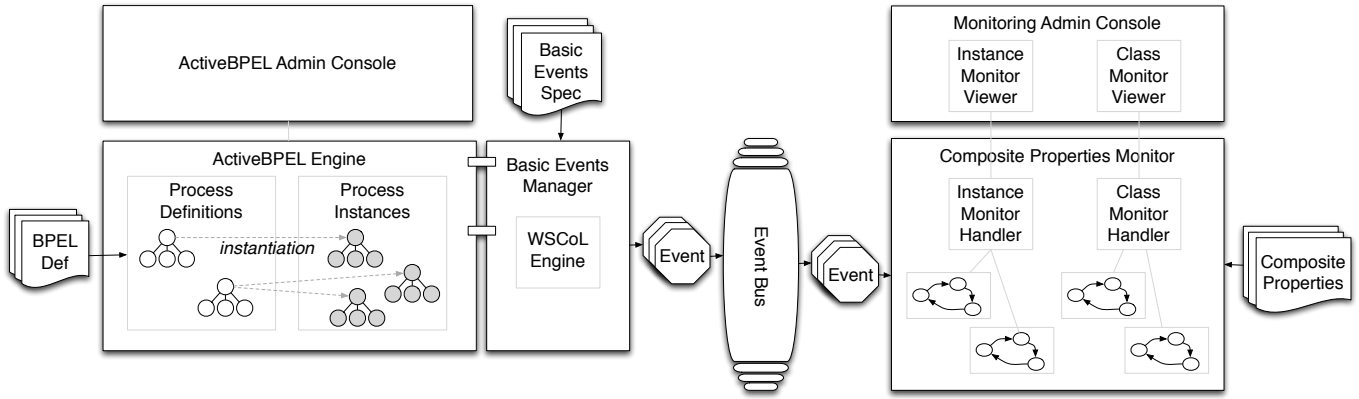 ActiveBPEL Admin Console
Basic
Events
Spec
Monitoring Admin Console
Instance
Monitor
Viewer
Class
Monitor
Viewer
ActiveBPEL Engine
Process
Definitions
Process
Instances
instantiation
BPEL
Def
Basic Events
Manager
WSCoL
Engine
Event
Event Bus
Event
Composite Properties Monitor
Instance
Monitor
Handler
Class
Monitor
Handler
Composite
Properties